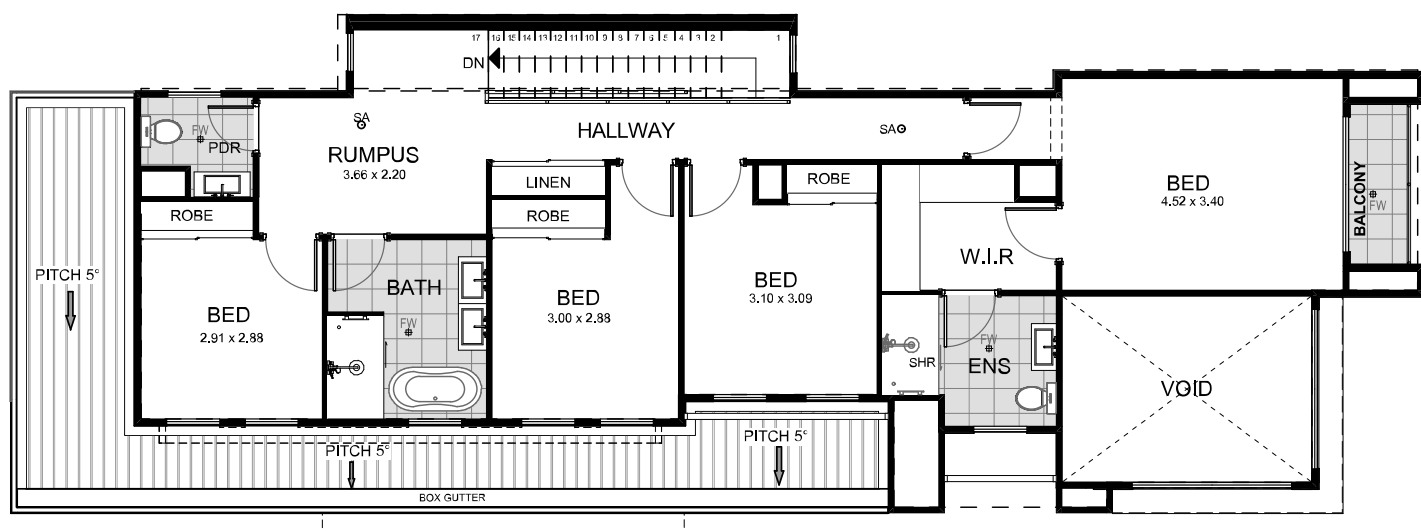 17 16 15 14 13 12 11 10 9 8 7 6 5 4 3 2 1
DN
SA
HALLWAY
SA
FW
PDR
RUMPUS
3.66 x 2.20
LINEN
ROBE
ROBE
ROBE
BED
4.52 x 3.40
BALCONY
FW
PITCH 5°
BED
2.91 x 2.88
BATH
FW
BED
3.00 x 2.88
BED
3.10 x 3.09
W.I.R
SHR
FW
ENS
VOID
PITCH 5°
PITCH 5°
BOX GUTTER